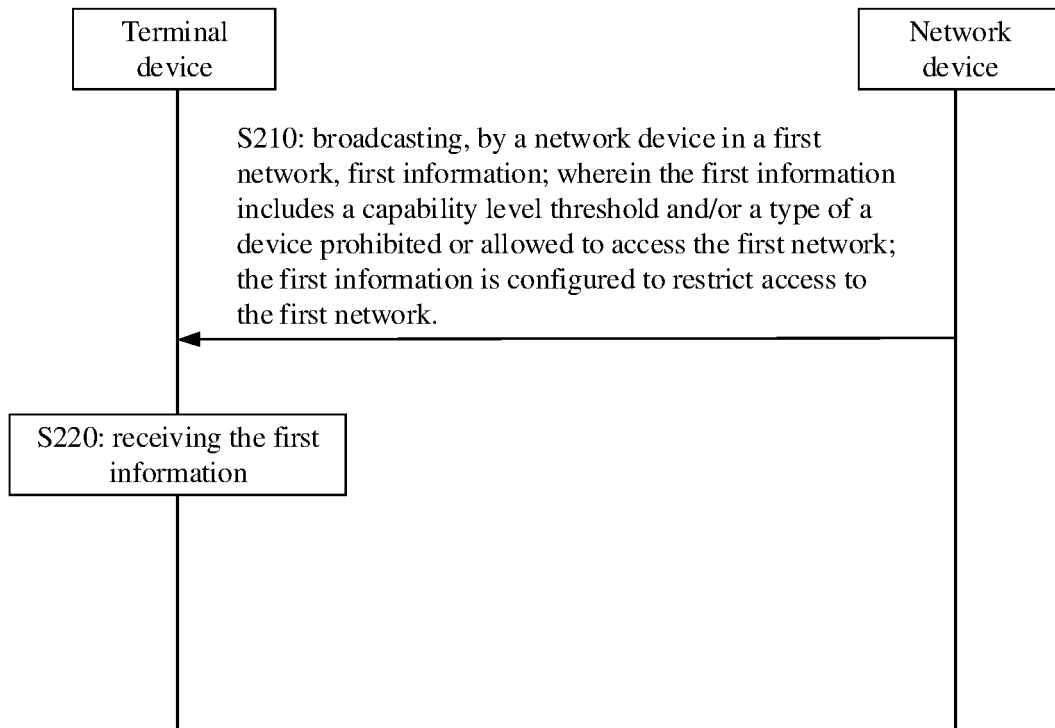 Terminal
device
Network
device
S210: broadcasting, by a network device in a first
network, first information; wherein the first information
includes a capability level threshold and/or a type of a
device prohibited or allowed to access the first network;
the first information is configured to restrict access to
the first network.
S220: receiving the first
information